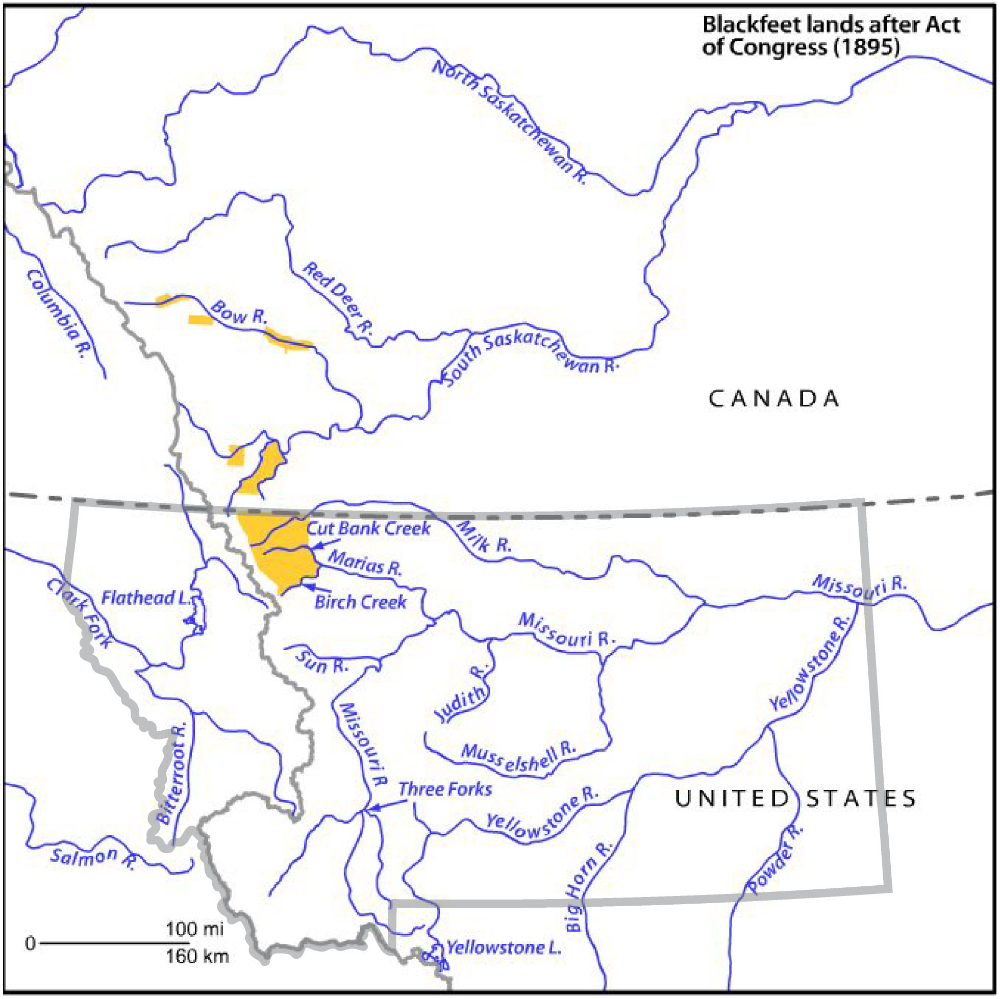 Blackfeet lands after Act
of Congress (1895)
North Saskatchewan R.
Columbia R.
Red Deer R.
Bow R.
South Saskatchewan R.
CANADA
Cut Bank Creek
Milk R.
Marias R.
Clark Fork
Flathead L.
Birch Creek
Missouri R.
Missouri R.
Yellowstone R.
Sun R.
Judith R.
Missouri R
Bitterroot R.
Musselshell R.
Three Forks
UNITED STATES
Yellowstone R.
Salmon R.
Big Horn R.
Powder R.
100 mi
0
160 km
Yellowstone L.